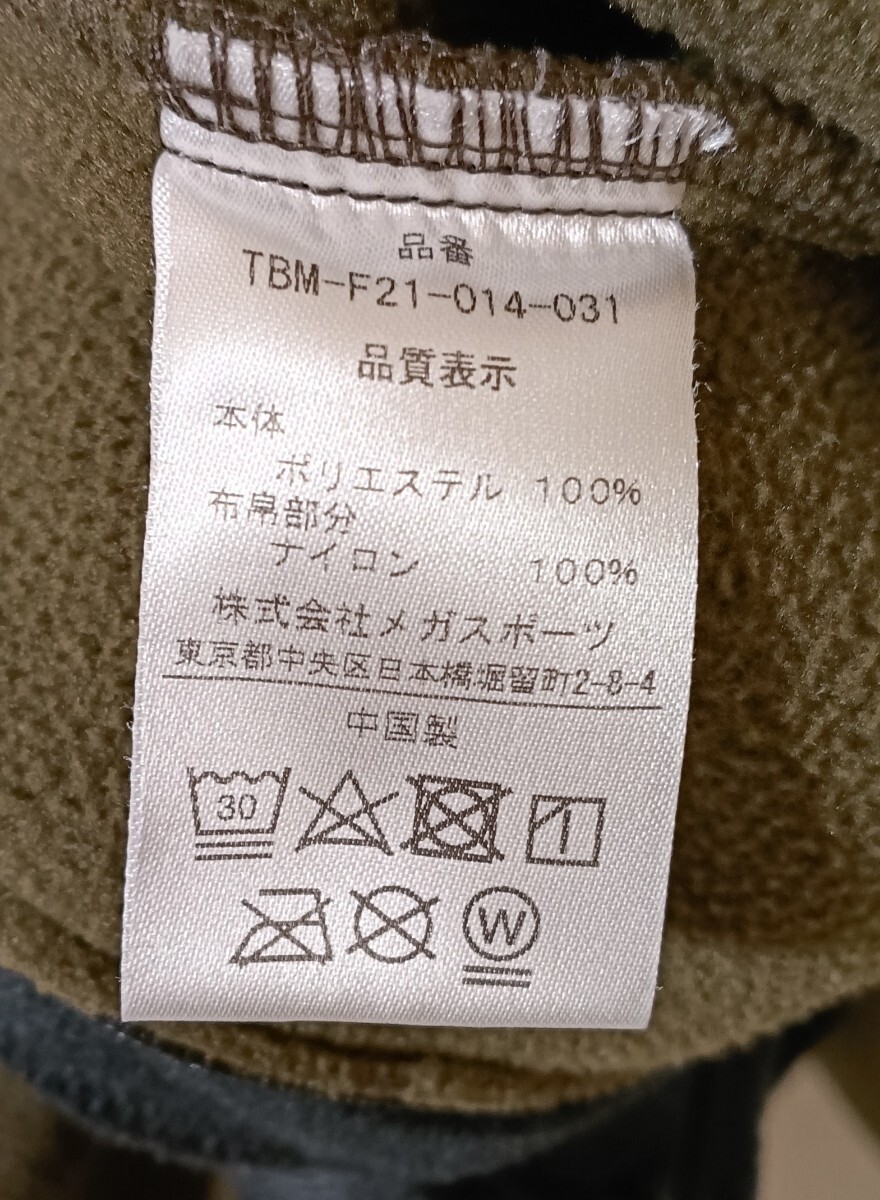 品番
TBM-F21-014-031
品質表示
本体
ポリエステル 100%
布帛部分
ナイロン 100%
株式会社メガスポーツ
東京都中央区日本橋堀留町2-8-4
中国製
30
W